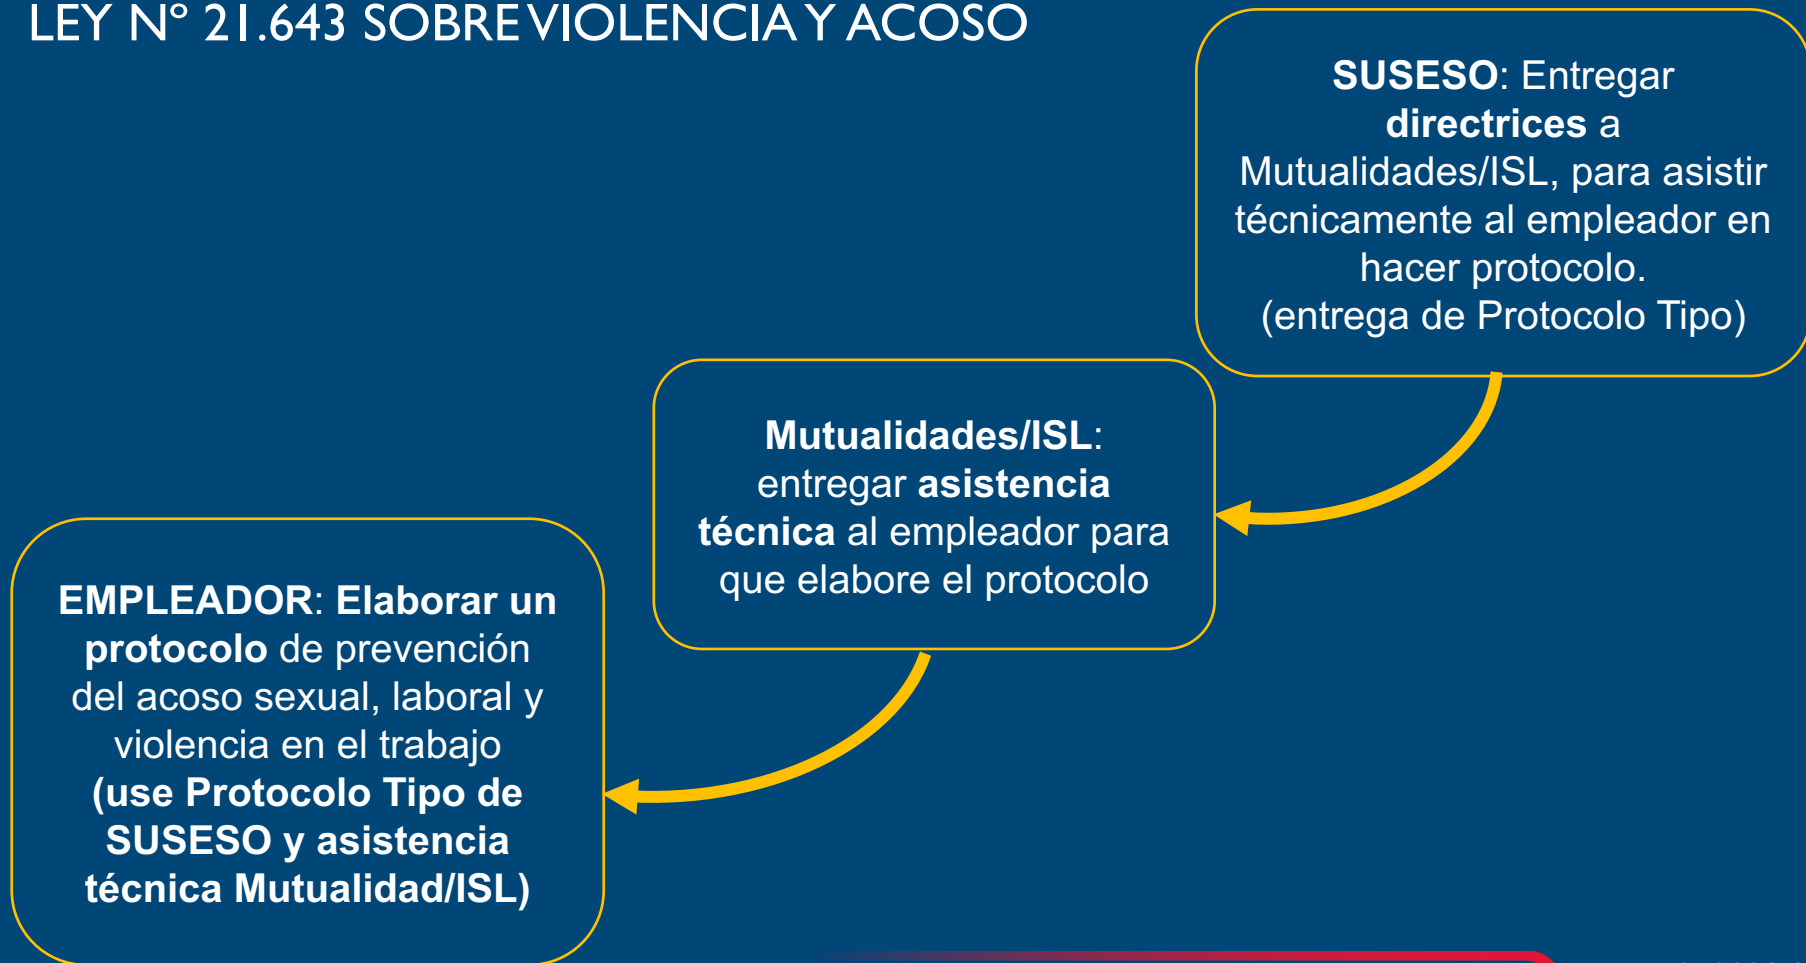 LEY Nº 21.643 SOBRE VIOLENCIA Y ACOSO
SUSESO: Entregar
directrices a
Mutualidades/ISL, para asistir
técnicamente al empleador en
hacer protocolo.
(entrega de Protocolo Tipo)
Mutualidades/ISL:
entregar asistencia
técnica al empleador para
que elabore el protocolo
EMPLEADOR: Elaborar un
protocolo de prevención
del acoso sexual, laboral y
violencia en el trabajo
(use Protocolo Tipo de
SUSESO y asistencia
técnica Mutualidad/ISL)